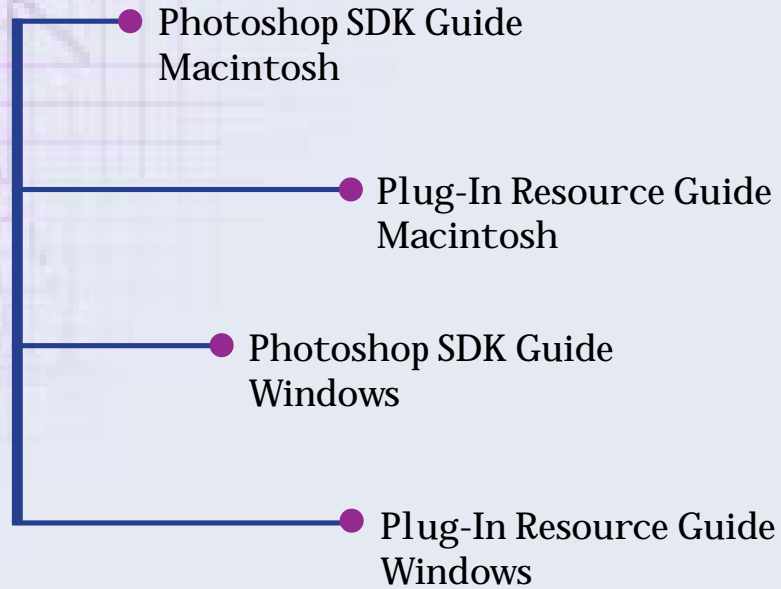 Photoshop SDK Guide
Macintosh
Plug-In Resource Guide
Macintosh
Photoshop SDK Guide
Windows
Plug-In Resource Guide
Windows